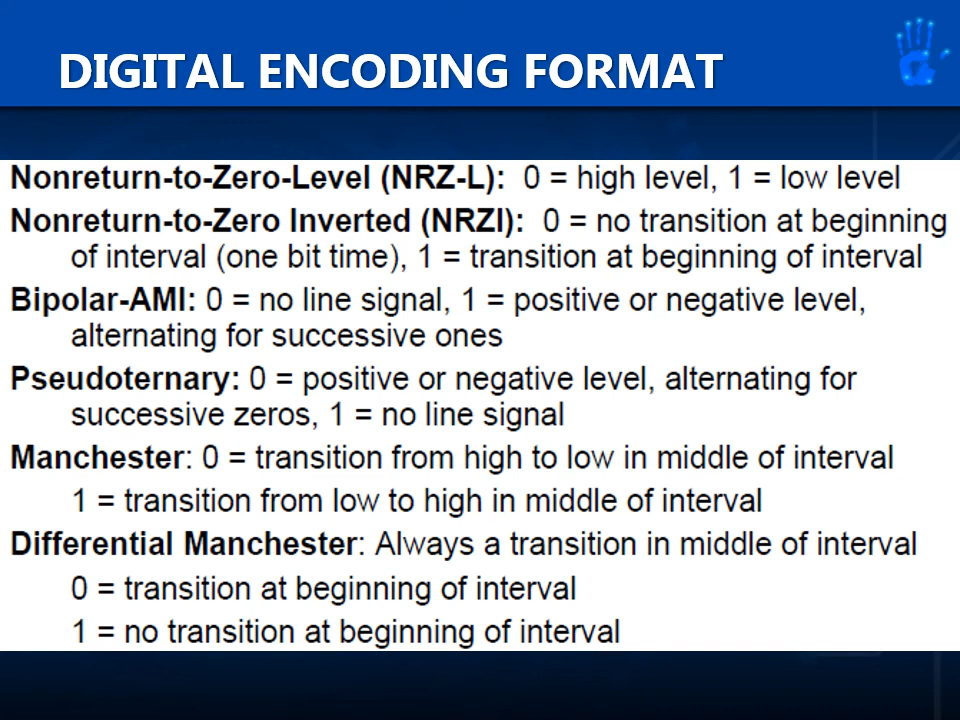 DIGITAL ENCODING FORMAT
Nonreturn-to-Zero-Level (NRZ-L): 0 = high level, 1 = low level
Nonreturn-to-Zero Inverted (NRZI): 0 = no transition at beginning
of interval (one bit time), 1 = transition at beginning of interval
Bipolar-AMI: 0 = no line signal, 1 = positive or negative level,
alternating for successive ones
Pseudoternary: 0 = positive or negative level, alternating for
successive zeros, 1 = no line signal
Manchester: 0 = transition from high to low in middle of interval
1 = transition from low to high in middle of interval
Differential Manchester: Always a transition in middle of interval
0 = transition at beginning of interval
1 = no transition at beginning of interval